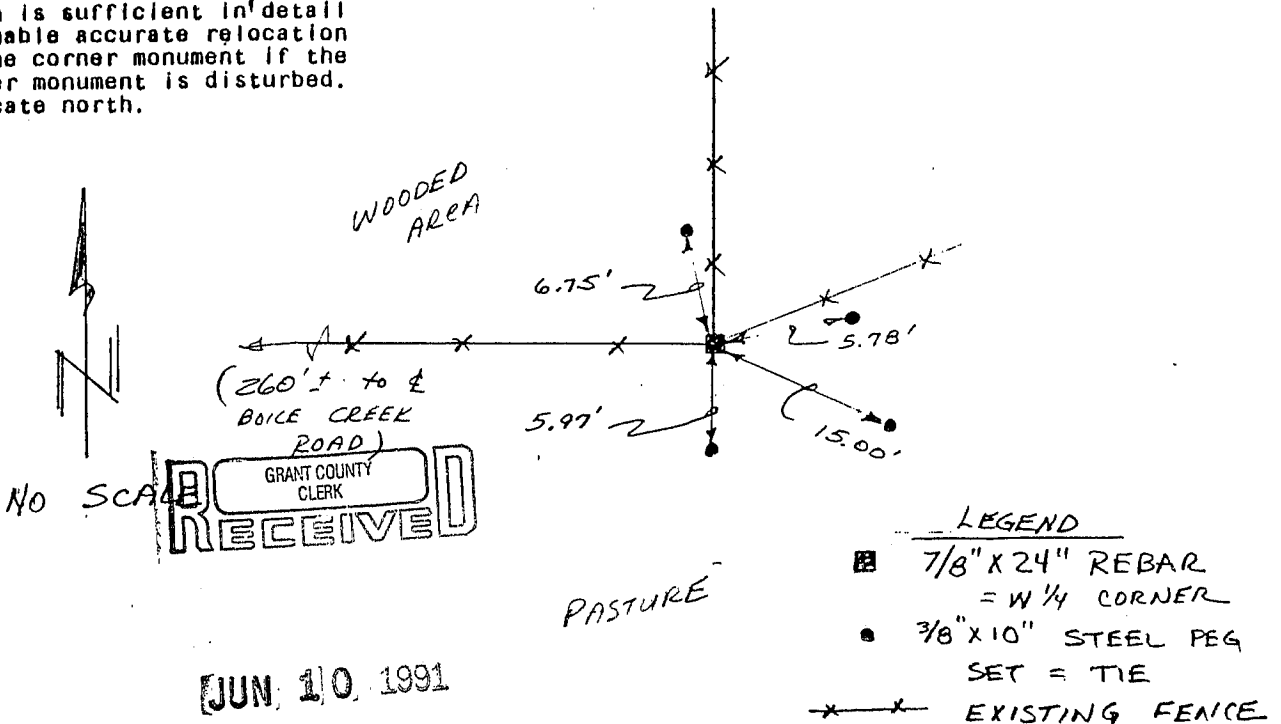 n is sufficient in detail
able accurate relocation
e corner monument if the
er monument is disturbed.
cate north.
WOODED
AREA
6.75'
5.78'
(260'± to ℄
BOICE CREEK
ROAD)
5.97'
15.00'
N
NO SCALE
GRANT COUNTY
CLERK
RECEIVED
PASTURE
JUN. 10. 1991
LEGEND
7/8" X 24" REBAR
= W 1/4 CORNER
3/8" X 10" STEEL PEG
SET = TIE
EXISTING FENCE